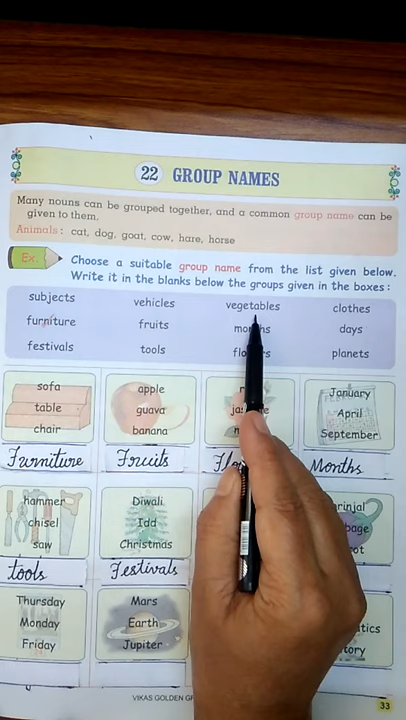 22 GROUP NAMES
Many nouns can be grouped together, and a common group name can be
given to them.
Animals : cat, dog, goat, cow, hare, horse
Ex. Choose a suitable group name from the list given below.
Write it in the blanks below the groups given in the boxes :
subjects vehicles vegetables clothes
furniture fruits days
festivals tools planets
sofa apple January
table guava April
chair banana September
Furniture Fruits Months
hammer Diwali
chisel Idd
saw Christmas
tools Festivals
Thursday Mars
Monday Earth
Friday Jupiter
VIKAS GOLDEN
33